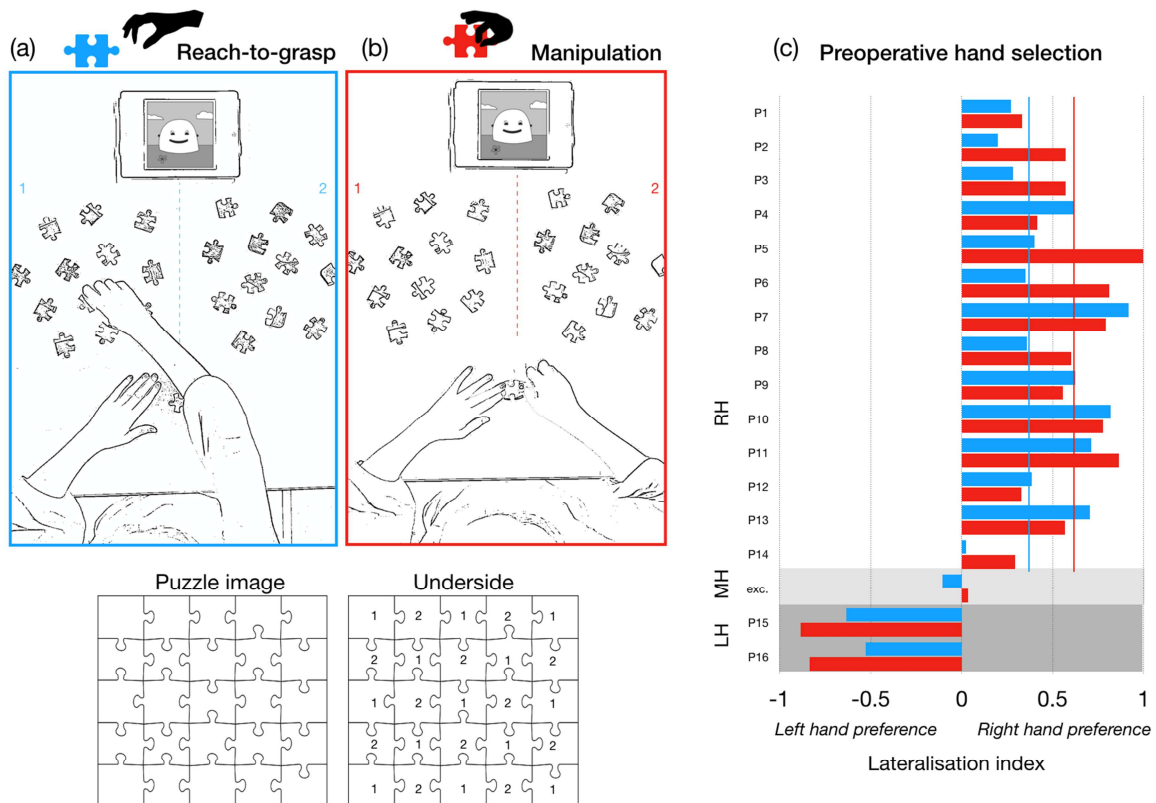 (a) Reach-to-grasp
1 2
(b) Manipulation
1 2
Puzzle image
Underside
1 2 1 2 1
2 1 2 1 2
1 2 1 2 1
2 1 2 1 2
1 2 1 2 1
(c) Preoperative hand selection
P1
P2
P3
P4
P5
P6
P7
P8
P9
P10
P11
P12
P13
P14
exc.
P15
P16
RH
MH
LH
-1 -0.5 0 0.5 1
Left hand preference Right hand preference
Lateralisation index